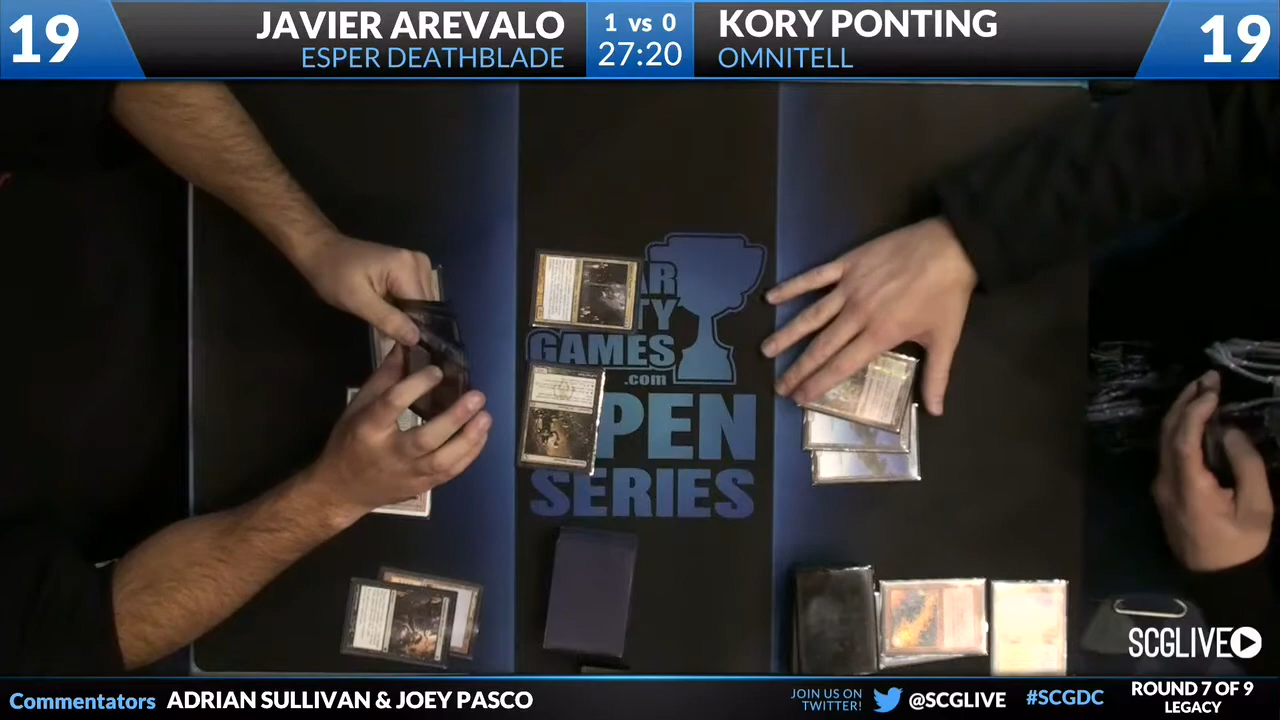 19
JAVIER AREVALO
ESPER DEATHBLADE
1 vs 0
27:20
KORY PONTING
OMNITELL
19
GAMES
.com
PEN
SERIES
SCGLIVE
Commentators ADRIAN SULLIVAN & JOEY PASCO
JOIN US ON
TWITTER!
@SCGLIVE
#SCGDC
ROUND 7 OF 9
LEGACY